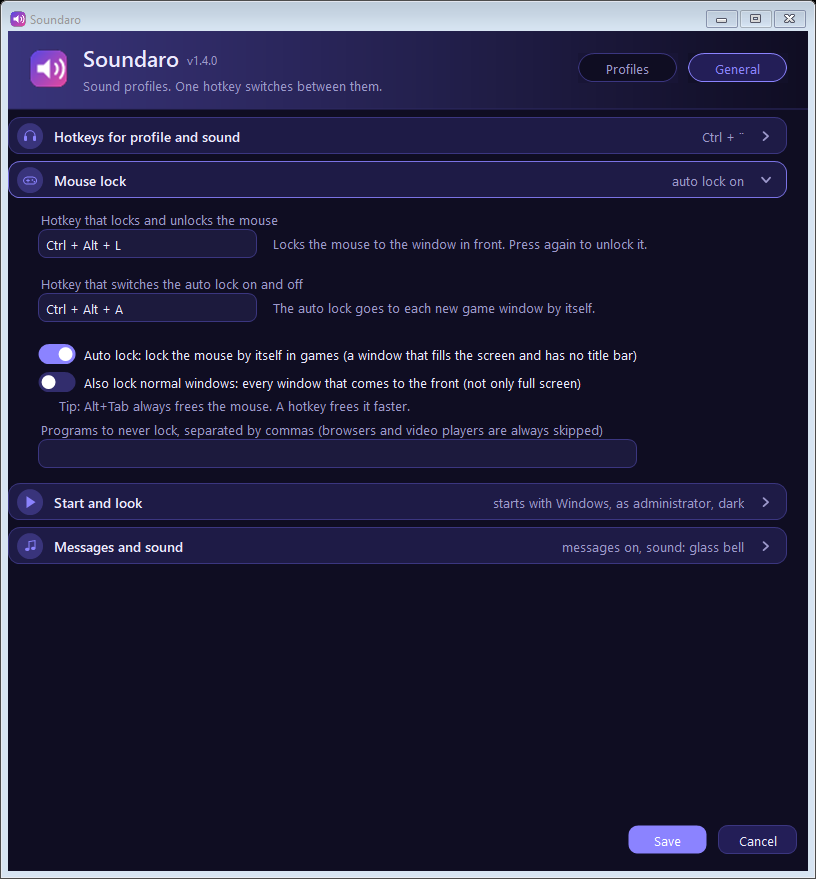 Soundaro
Soundaro v1.4.0
Sound profiles. One hotkey switches between them.
Profiles
General
Hotkeys for profile and sound
Ctrl + ¨
Mouse lock
auto lock on
Hotkey that locks and unlocks the mouse
Ctrl + Alt + L
Locks the mouse to the window in front. Press again to unlock it.
Hotkey that switches the auto lock on and off
Ctrl + Alt + A
The auto lock goes to each new game window by itself.
Auto lock: lock the mouse by itself in games (a window that fills the screen and has no title bar)
Also lock normal windows: every window that comes to the front (not only full screen)
Tip: Alt+Tab always frees the mouse. A hotkey frees it faster.
Programs to never lock, separated by commas (browsers and video players are always skipped)
Start and look
starts with Windows, as administrator, dark
Messages and sound
messages on, sound: glass bell
Save
Cancel